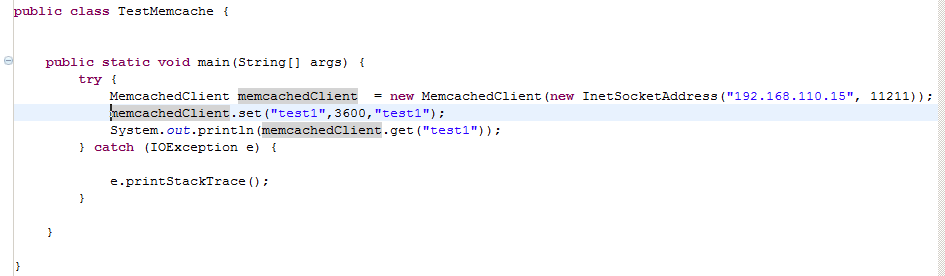 public class TestMemcache {
public static void main(String[] args) {
try {
MemcachedClient memcachedClient  = new MemcachedClient(new InetSocketAddress("192.168.110.15", 11211));
memcachedClient.set("test1",3600,"test1");
System.out.println(memcachedClient.get("test1"));
} catch (IOException e) {
e.printStackTrace();
}
}
}